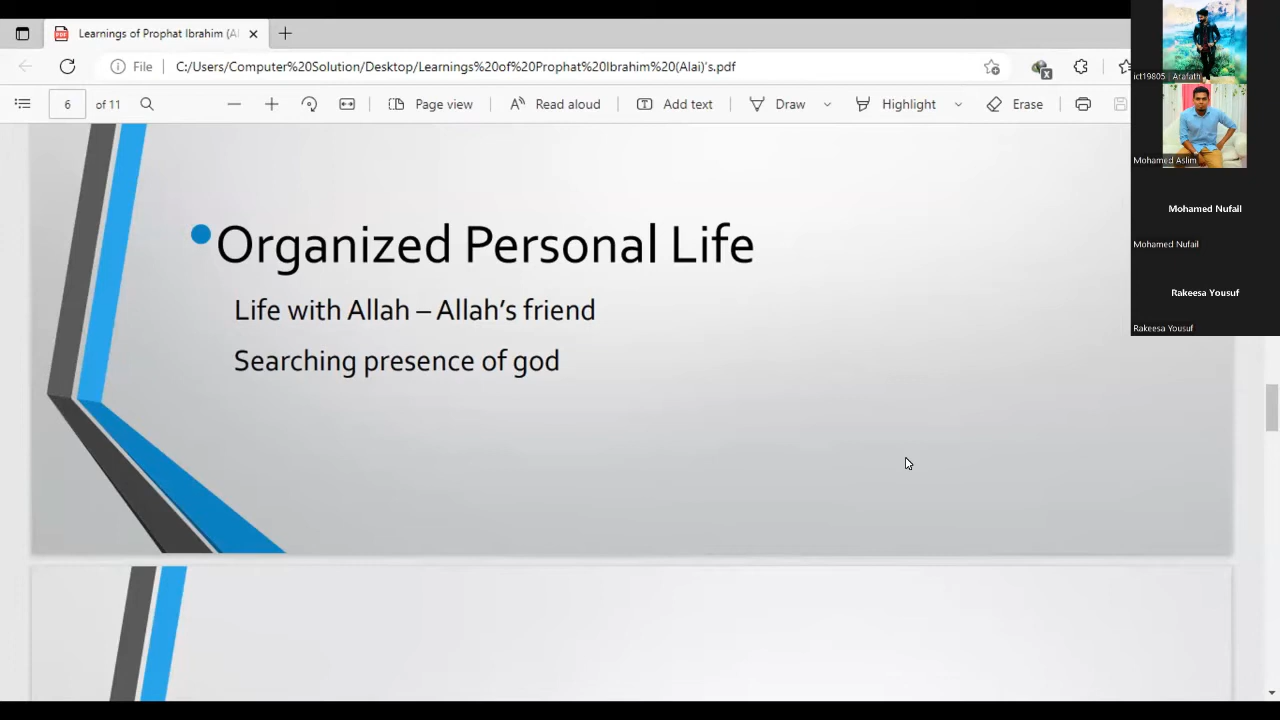 Learnings of Prophat Ibrahim (Al
File
C:/Users/Computer%20Solution/Desktop/Learnings%20of%20Prophat%20Ibrahim%20(Alai)'s.pdf
6 of 11
Page view
Read aloud
Add text
Draw
Highlight
Erase
Organized Personal Life
Life with Allah – Allah's friend
Searching presence of god
ict19805 | Arafath
Mohamed Aslim
Mohamed Nufail
Mohamed Nufail
Rakeesa Yousuf
Rakeesa Yousuf